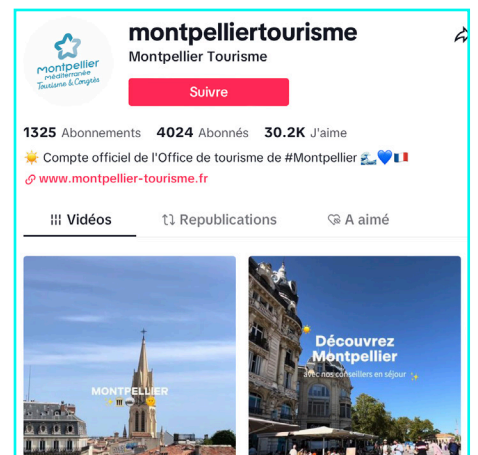 montpelliertourisme
Montpellier Tourisme
montpellier
méditerranée
Tourisme & Congrès
Suivre
1325 Abonnements 4024 Abonnés 30.2K J'aime
☀️ Compte officiel de l'Office de tourisme de #Montpellier 🌊💙🇫🇷
www.montpellier-tourisme.fr
Vidéos Republications A aimé
MONTPELLIER
Découvrez
Montpellier
avec nos conseillers en séjour ✨